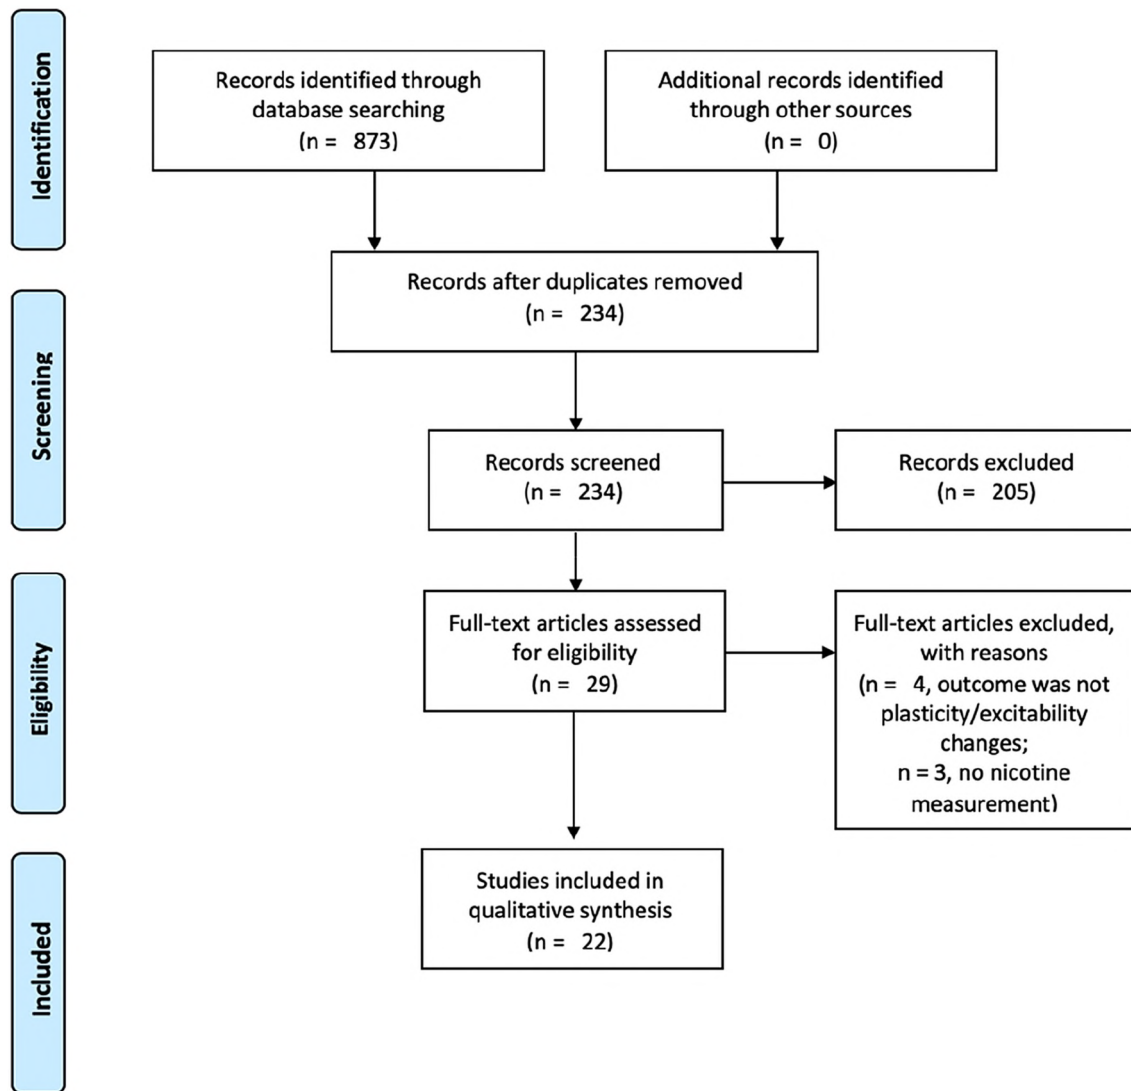 Identification
Records identified through
database searching
(n = 873)
Additional records identified
through other sources
(n = 0)
Records after duplicates removed
(n = 234)
Screening
Records screened
(n = 234)
Records excluded
(n = 205)
Eligibility
Full-text articles assessed
for eligibility
(n = 29)
Full-text articles excluded,
with reasons
(n = 4, outcome was not
plasticity/excitability
changes;
n = 3, no nicotine
measurement)
Included
Studies included in
qualitative synthesis
(n = 22)